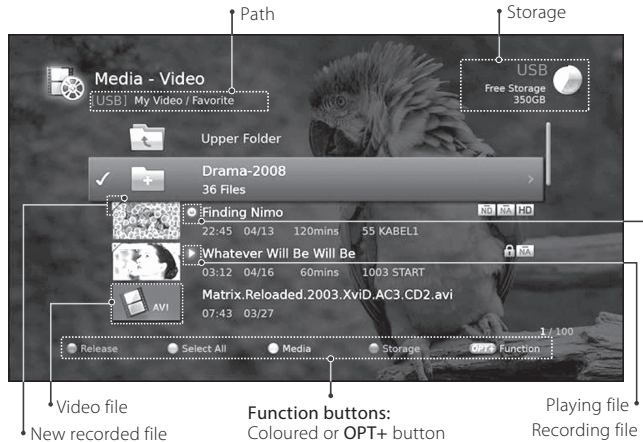 Path
Storage
Media - Video
[USB] My Video / Favorite
USB
Free Storage
350GB
Upper Folder
Drama-2008
36 Files
Finding Nimo
ND NA HD
22:45 04/13 120mins 55 KABEL1
Whatever Will Be Will Be
NA
03:12 04/16 60mins 1003 START
AVI
Matrix.Reloaded.2003.XviD.AC3.CD2.avi
07:43 03/27
1 / 100
Release Select All Media Storage OPT+ Function
Video file
New recorded file
Function buttons:
Coloured or OPT+ button
Playing file
Recording file